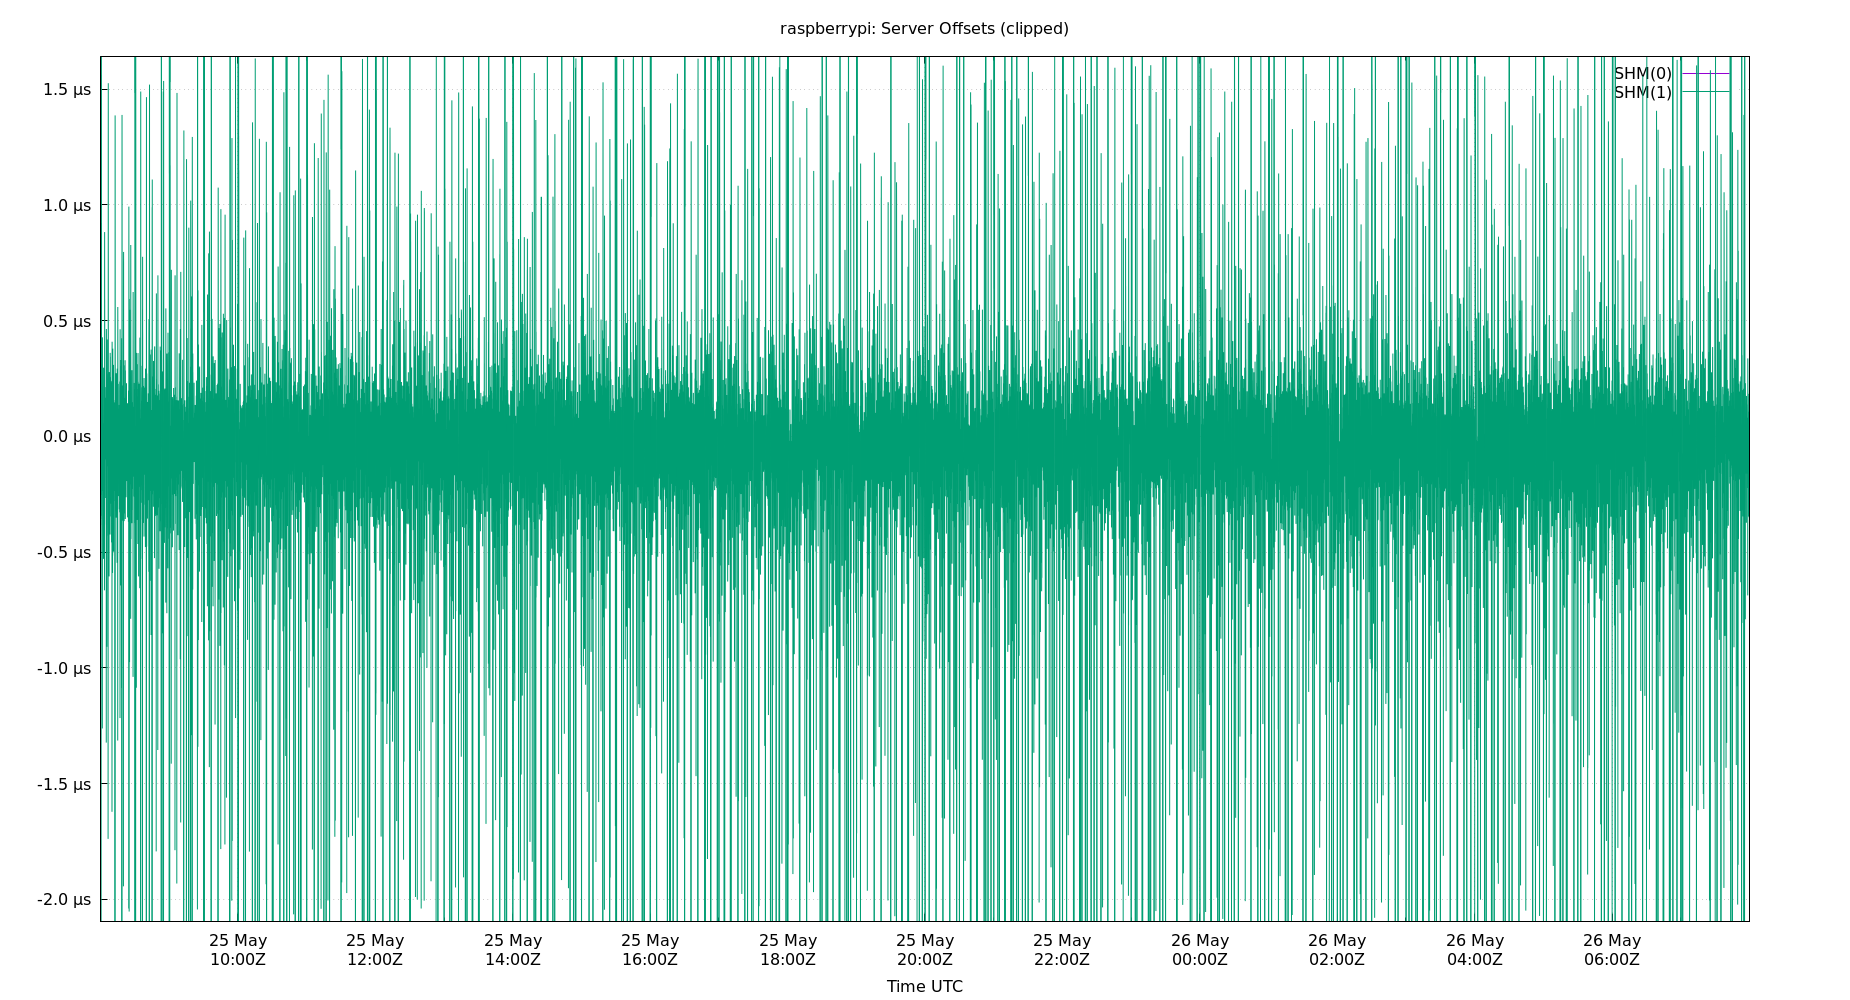 raspberrypi: Server Offsets (clipped)
SHM(0)
SHM(1)
1.5 µs
1.0 µs
0.5 µs
0.0 µs
-0.5 µs
-1.0 µs
-1.5 µs
-2.0 µs
25 May 25 May 25 May 25 May 25 May 25 May 25 May 26 May 26 May 26 May 26 May
10:00Z 12:00Z 14:00Z 16:00Z 18:00Z 20:00Z 22:00Z 00:00Z 02:00Z 04:00Z 06:00Z
Time UTC